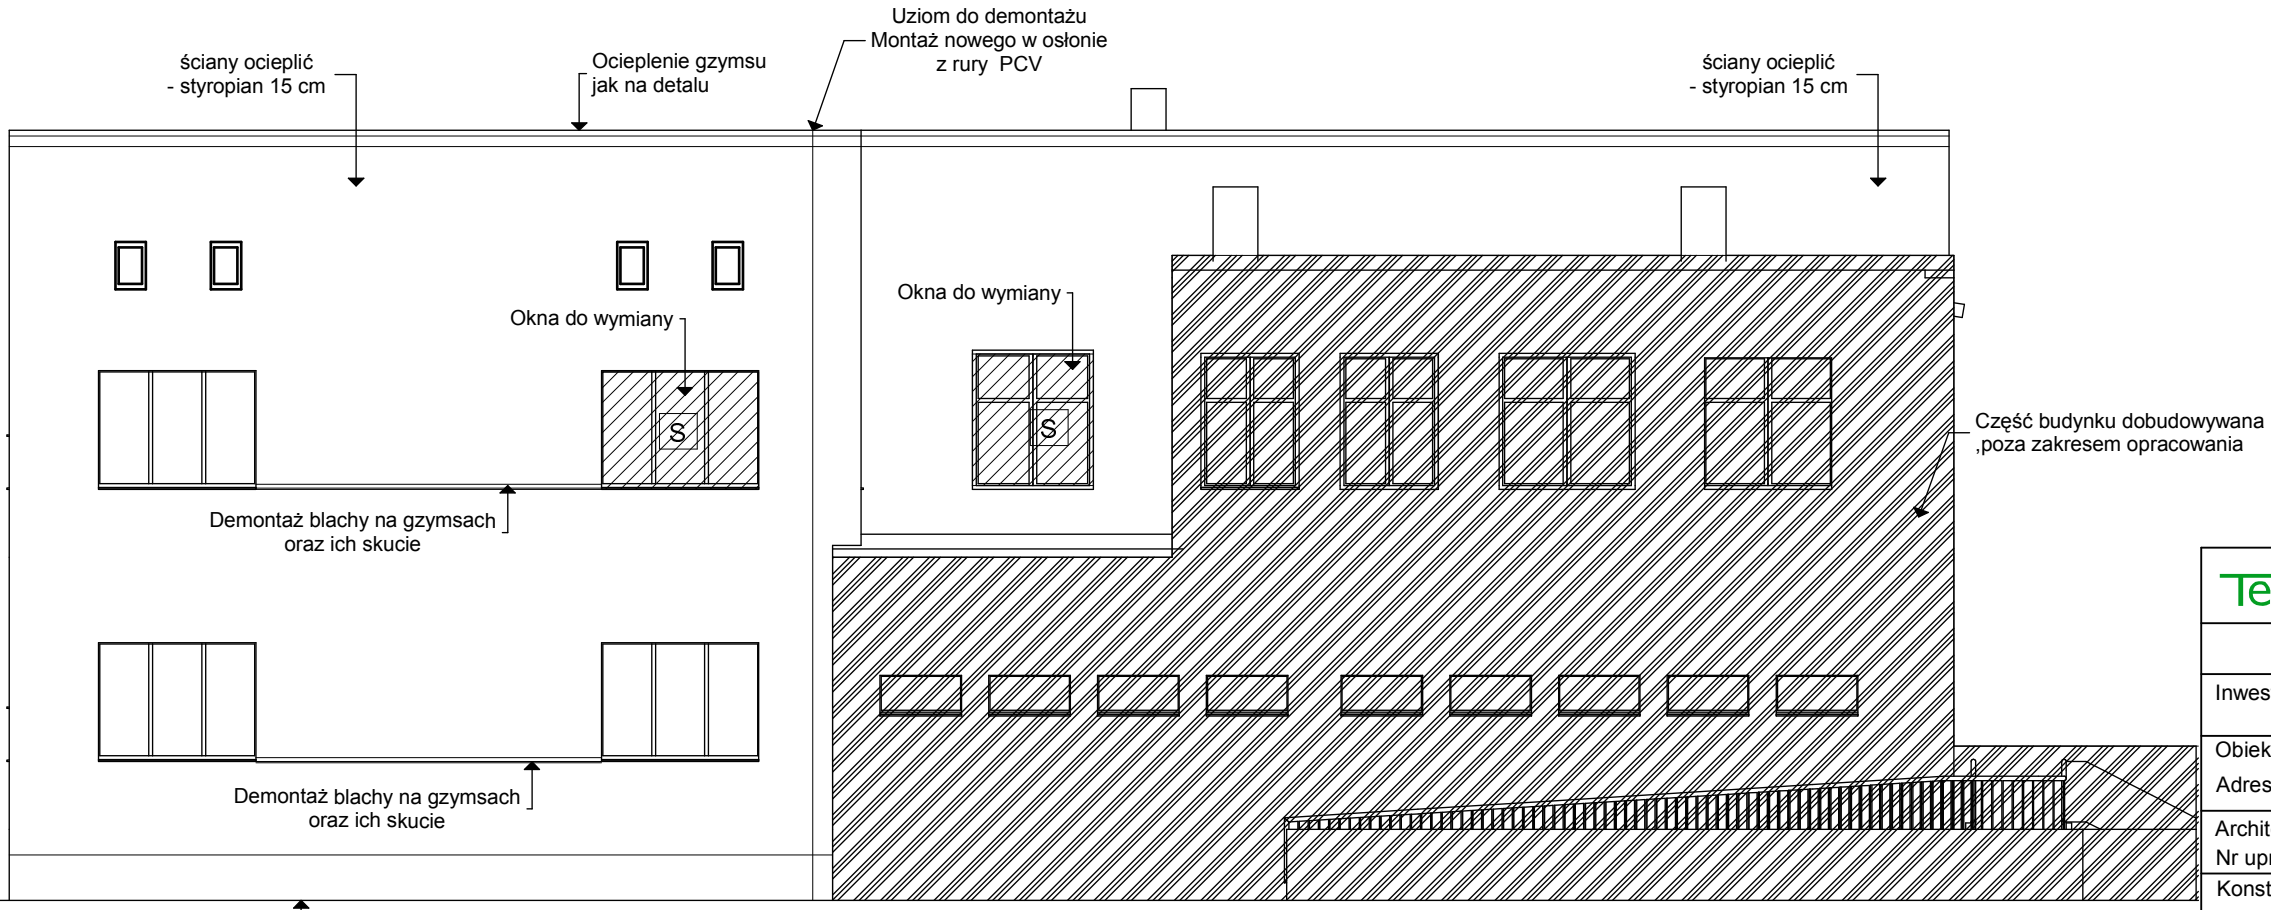 Uziom do demontażu
Montaż nowego w osłonie
z rury PCV
ściany ocieplić
- styropian 15 cm
Ocieplenie gzymsu
jak na detalu
ściany ocieplić
- styropian 15 cm
Okna do wymiany
Okna do wymiany
S
S
Część budynku dobudowywana
,poza zakresem opracowania
Demontaż blachy na gzymsach
oraz ich skucie
Demontaż blachy na gzymsach
oraz ich skucie
Te
Inwes
Obiek
Adres
Archit
Nr upr
Konst